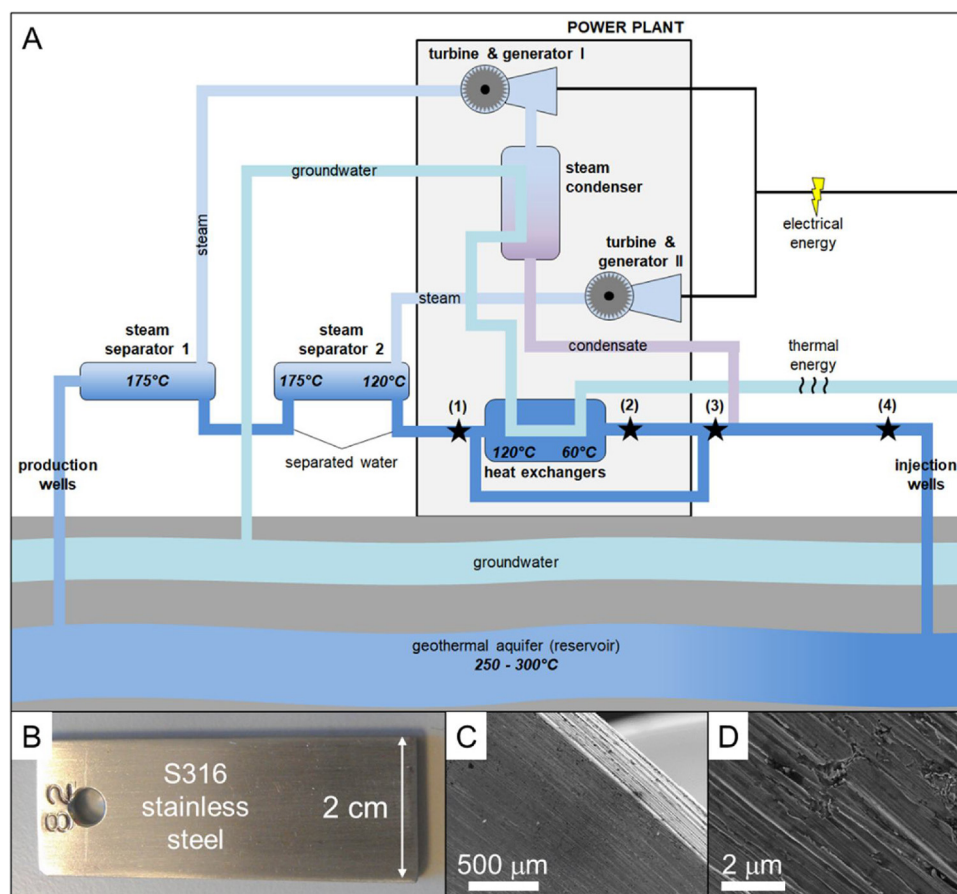 A
POWER PLANT
turbine & generator I
groundwater
steam
condenser
steam
electrical
energy
turbine &
generator II
steam
steam
separator 1
steam
separator 2
condensate
thermal
energy
175°C
175°C
120°C
(1)
(2)
(3)
(4)
separated water
120°C
60°C
heat exchangers
production
wells
injection
wells
groundwater
geothermal aquifer (reservoir)
250 - 300°C
B
82
S316
stainless
steel
2 cm
C
500 μm
D
2 μm